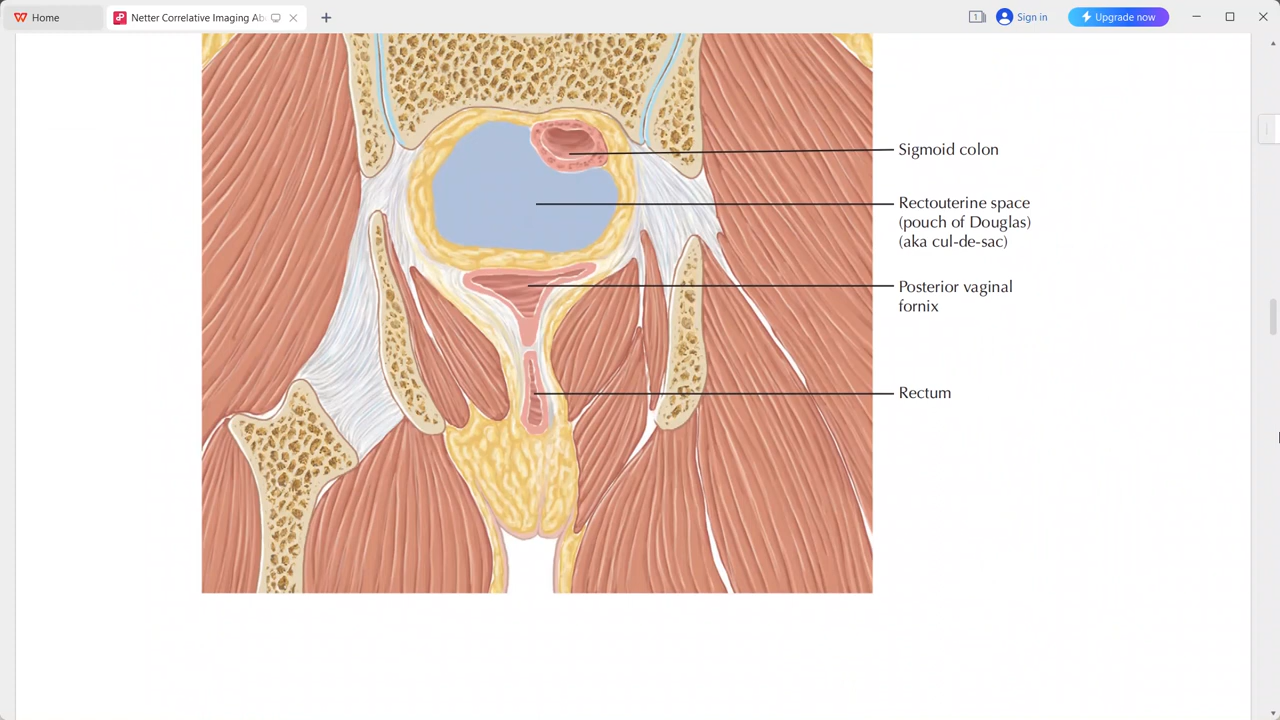 Home
Netter Correlative Imaging Ab
1
Sign in
Upgrade now
Sigmoid colon
Rectouterine space
(pouch of Douglas)
(aka cul-de-sac)
Posterior vaginal
fornix
Rectum